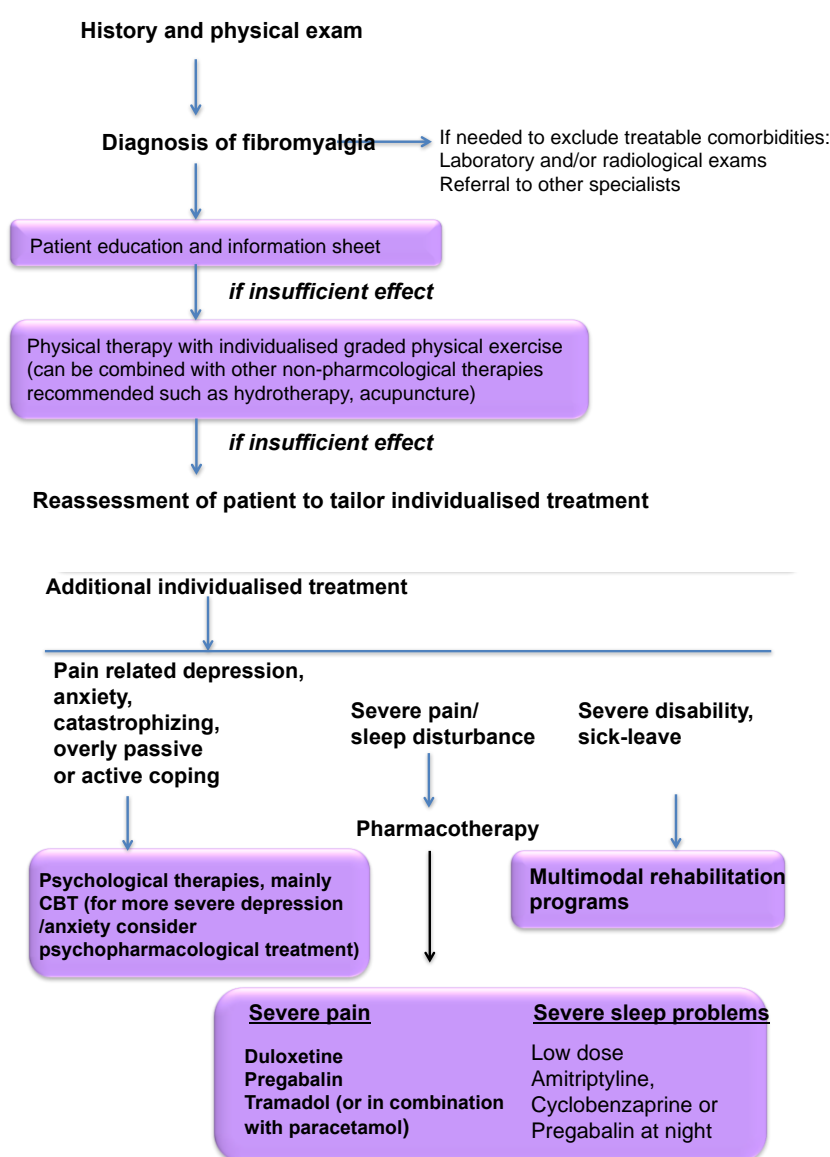 History and physical exam
Diagnosis of fibromyalgia
If needed to exclude treatable comorbidities:
Laboratory and/or radiological exams
Referral to other specialists
Patient education and information sheet
if insufficient effect
Physical therapy with individualised graded physical exercise
(can be combined with other non-pharmcological therapies
recommended such as hydrotherapy, acupuncture)
if insufficient effect
Reassessment of patient to tailor individualised treatment
Additional individualised treatment
Pain related depression,
anxiety,
catastrophizing,
overly passive
or active coping
Severe pain/
sleep disturbance
Severe disability,
sick-leave
Pharmacotherapy
Psychological therapies, mainly
CBT (for more severe depression
/anxiety consider
psychopharmacological treatment)
Multimodal rehabilitation
programs
Severe pain
Duloxetine
Pregabalin
Tramadol (or in combination
with paracetamol)
Severe sleep problems
Low dose
Amitriptyline,
Cyclobenzaprine or
Pregabalin at night